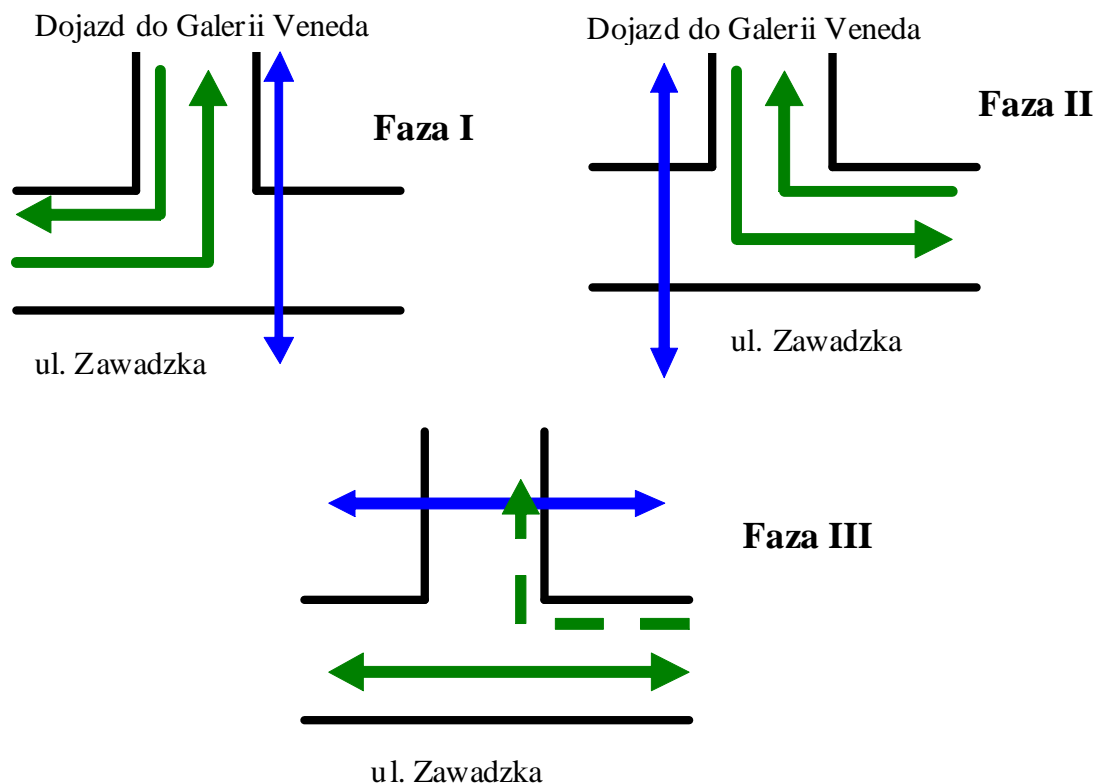 Dojazd do Galerii Veneda
Faza I
ul. Zawadzka
Dojazd do Galerii Veneda
Faza II
ul. Zawadzka
Faza III
ul. Zawadzka